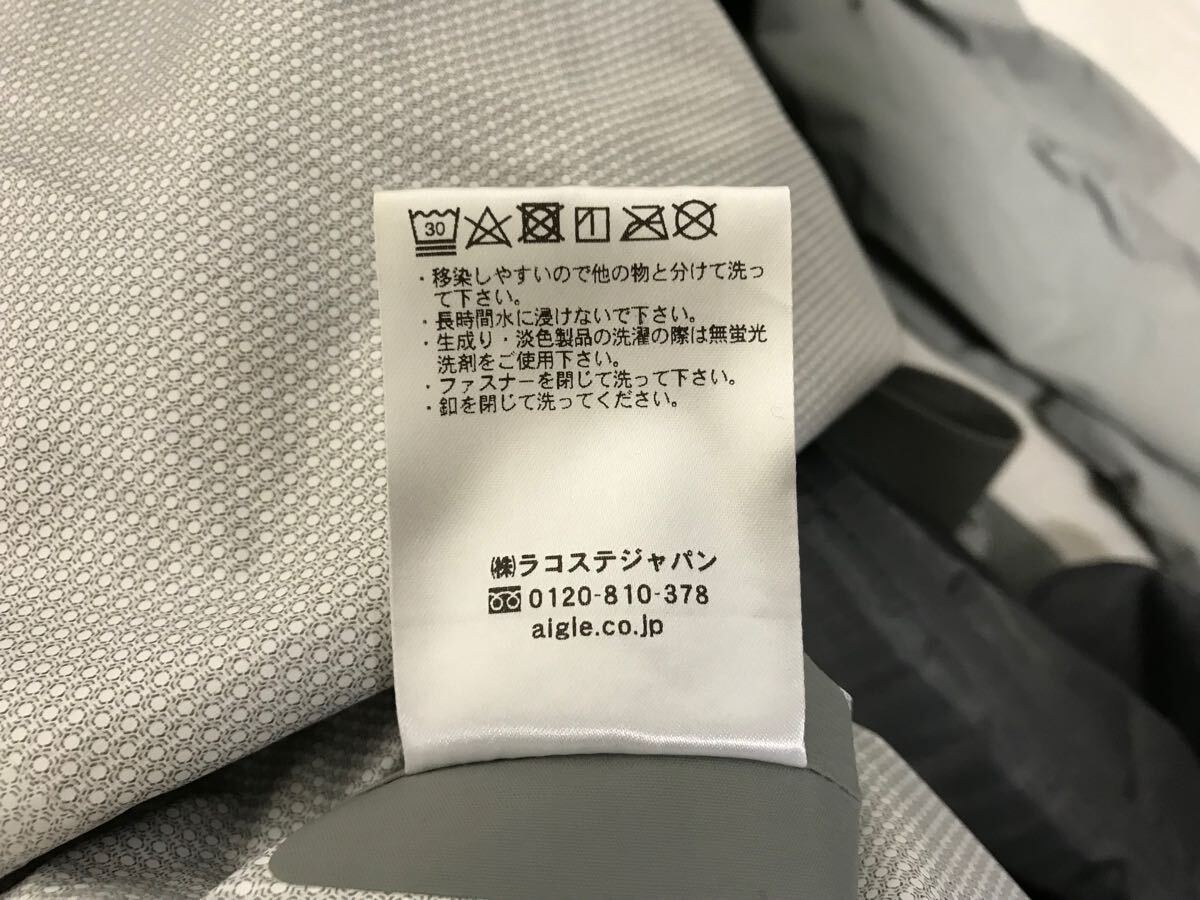 30
・移染しやすいので他の物と分けて洗っ
て下さい。
・長時間水に浸けないで下さい。
・生成り・淡色製品の洗濯の際は無蛍光
洗剤をご使用下さい。
・ファスナーを閉じて洗って下さい。
・釦を閉じて洗ってください。
㈱ラコステジャパン
0120-810-378
aigle.co.jp